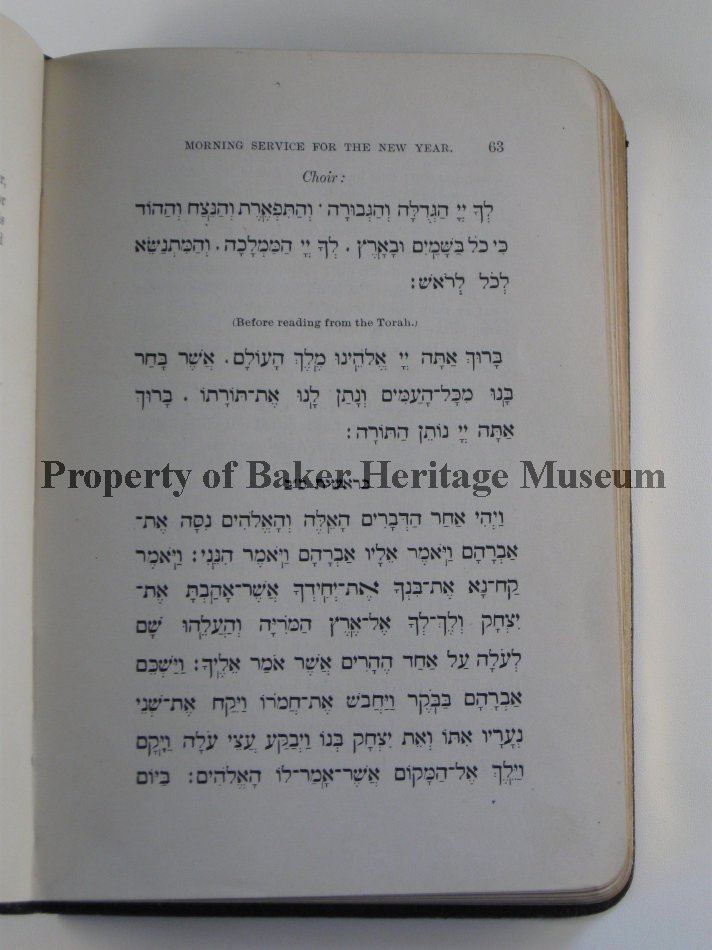 MORNING SERVICE FOR THE NEW YEAR. 63
Choir:
לְךָ יְיָ הַגְּדֻלָּה וְהַגְּבוּרָה · וְהַתִּפְאֶרֶת וְהַנֵּצַח וְהַהוֹד
כִּי כֹל בַּשָּׁמַיִם וּבָאָרֶץ . לְךָ יְיָ הַמַּמְלָכָה . וְהַמִּתְנַשֵּׂא
לְכֹל לְרֹאשׁ:
(Before reading from the Torah.)
בָּרוּךְ אַתָּה יְיָ אֱלֹהֵינוּ מֶלֶךְ הָעוֹלָם . אֲשֶׁר בָּחַר
בָּנוּ מִכָּל־הָעַמִּים וְנָתַן לָנוּ אֶת־תּוֹרָתוֹ . בָּרוּךְ
אַתָּה יְיָ נוֹתֵן הַתּוֹרָה:
Property of Baker Heritage Museum
בראשית
וַיְהִי אַחַר הַדְּבָרִים הָאֵלֶּה וְהָאֱלֹהִים נִסָּה אֶת־
אַבְרָהָם וַיֹּאמֶר אֵלָיו אַבְרָהָם וַיֹּאמֶר הִנֵּנִי: וַיֹּאמֶר
קַח־נָא אֶת־בִּנְךָ אֶת־יְחִידְךָ אֲשֶׁר־אָהַבְתָּ אֶת־
יִצְחָק וְלֶךְ־לְךָ אֶל־אֶרֶץ הַמֹּרִיָּה וְהַעֲלֵהוּ שָׁם
לְעֹלָה עַל אַחַד הֶהָרִים אֲשֶׁר אֹמַר אֵלֶיךָ: וַיַּשְׁכֵּם
אַבְרָהָם בַּבֹּקֶר וַיַּחֲבֹשׁ אֶת־חֲמֹרוֹ וַיִּקַּח אֶת־שְׁנֵי
נְעָרָיו אִתּוֹ וְאֵת יִצְחָק בְּנוֹ וַיְבַקַּע עֲצֵי עֹלָה וַיָּקָם
וַיֵּלֶךְ אֶל־הַמָּקוֹם אֲשֶׁר־אָמַר־לוֹ הָאֱלֹהִים: בַּיּוֹם